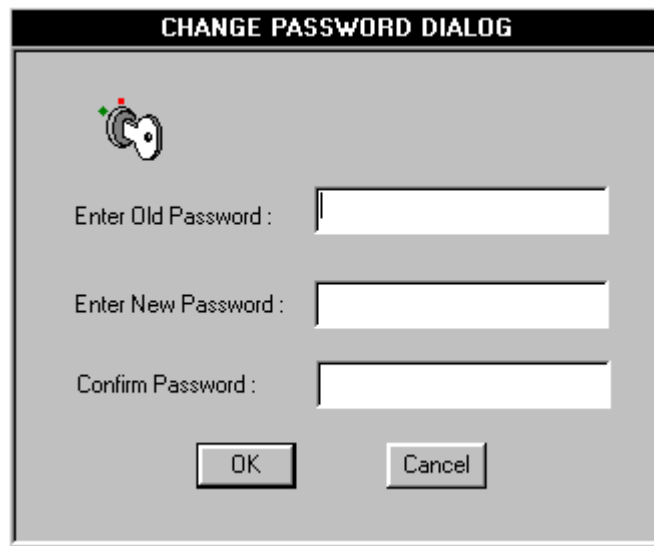 CHANGE PASSWORD DIALOG
Enter Old Password :
Enter New Password :
Confirm Password :
OK
Cancel